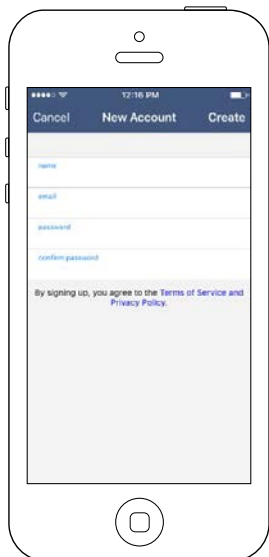 12:16 PM
Cancel New Account Create
name
email
password
confirm password
By signing up, you agree to the Terms of Service and
Privacy Policy.